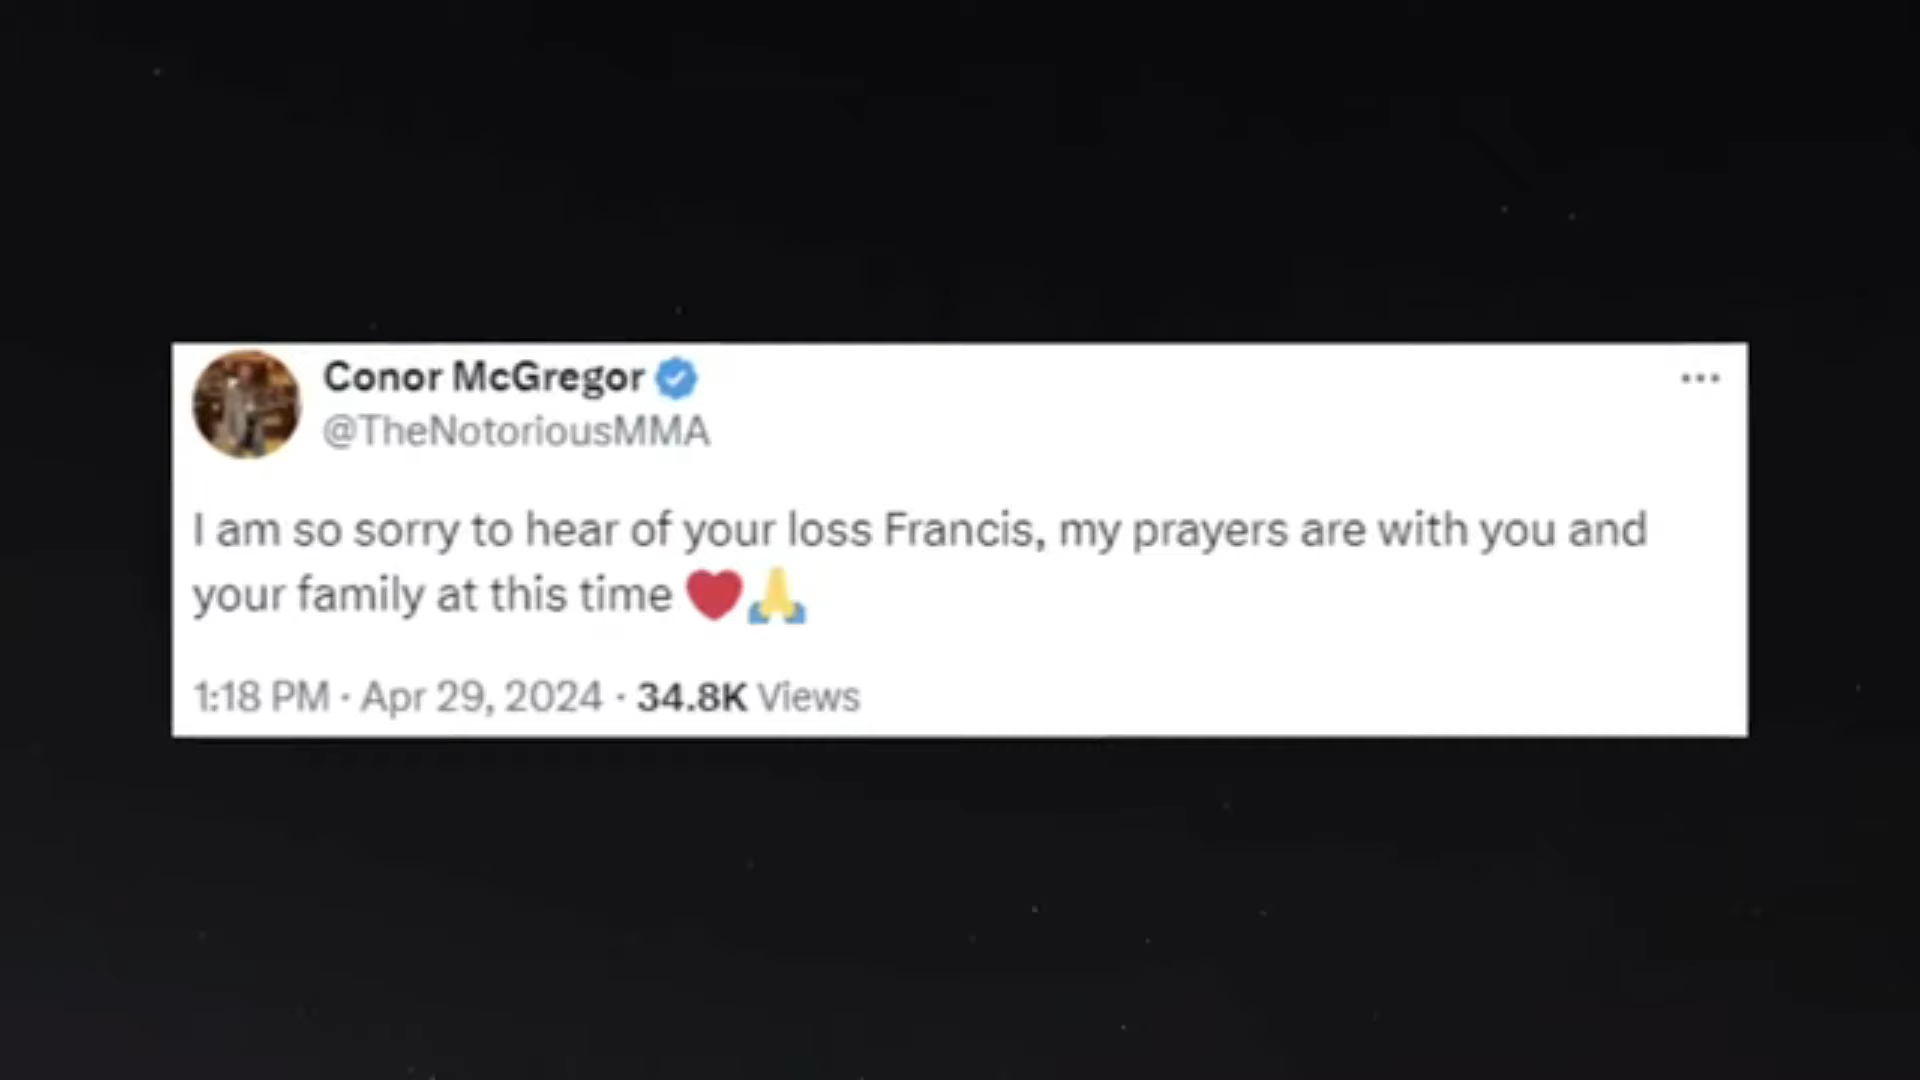 Conor McGregor
@TheNotoriousMMA
I am so sorry to hear of your loss Francis, my prayers are with you and
your family at this time ❤️🙏
1:18 PM · Apr 29, 2024 · 34.8K Views